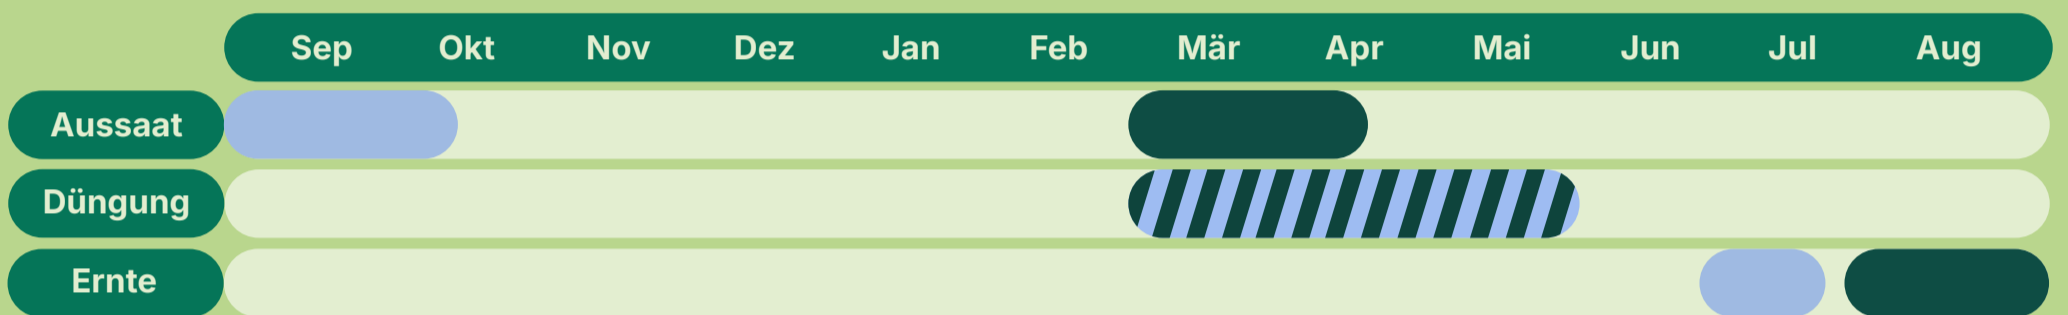 Sep Okt Nov Dez Jan Feb Mär Apr Mai Jun Jul Aug
Aussaat
Düngung
Ernte